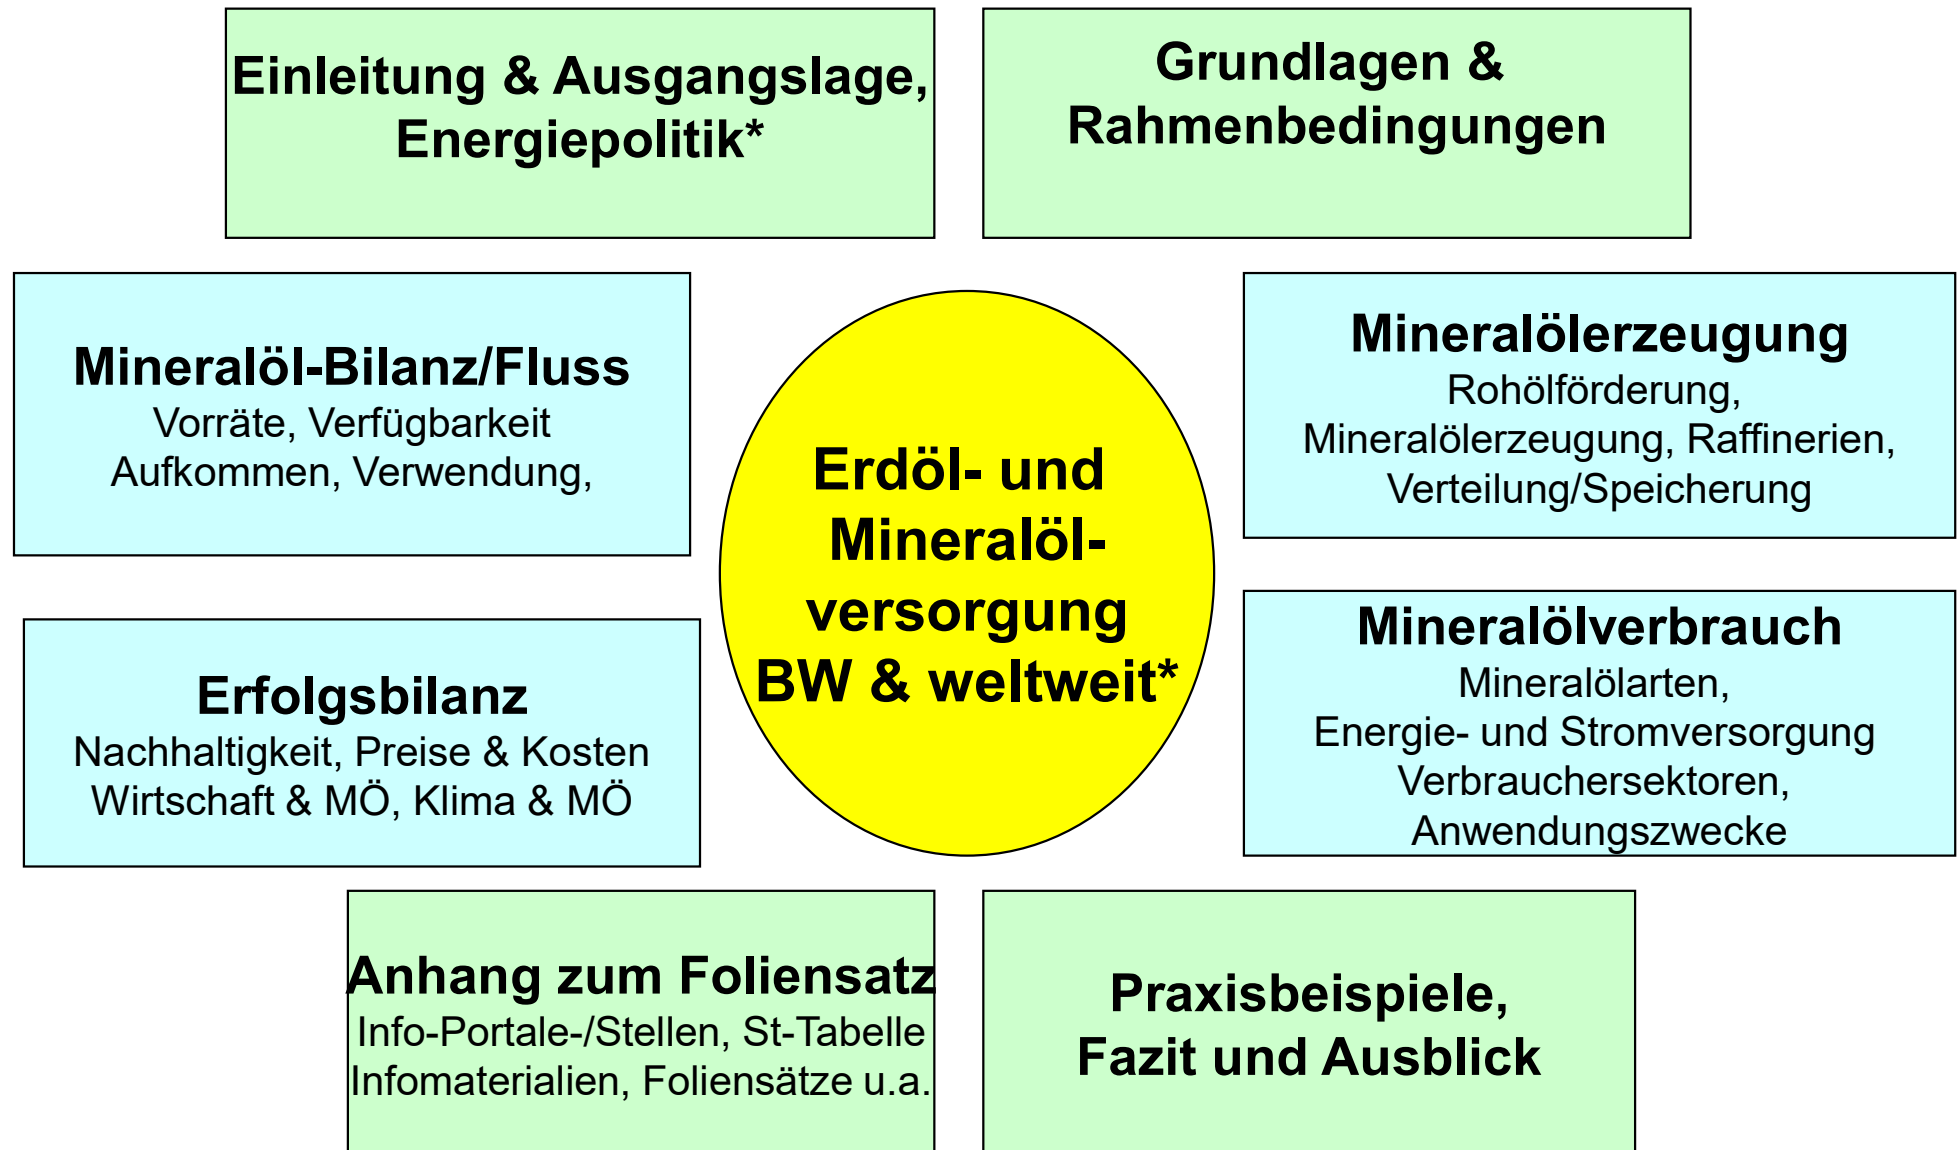 Einleitung & Ausgangslage,
Energiepolitik*
Grundlagen &
Rahmenbedingungen
Mineralöl-Bilanz/Fluss
Vorräte, Verfügbarkeit
Aufkommen, Verwendung,
Erdöl- und
Mineralöl-
versorgung
BW & weltweit*
Mineralölerzeugung
Rohölförderung,
Mineralölerzeugung, Raffinerien,
Verteilung/Speicherung
Erfolgsbilanz
Nachhaltigkeit, Preise & Kosten
Wirtschaft & MÖ, Klima & MÖ
Mineralölverbrauch
Mineralölarten,
Energie- und Stromversorgung
Verbrauchersektoren,
Anwendungszwecke
Anhang zum Foliensatz
Info-Portale-/Stellen, St-Tabelle
Infomaterialien, Foliensätze u.a.
Praxisbeispiele,
Fazit und Ausblick